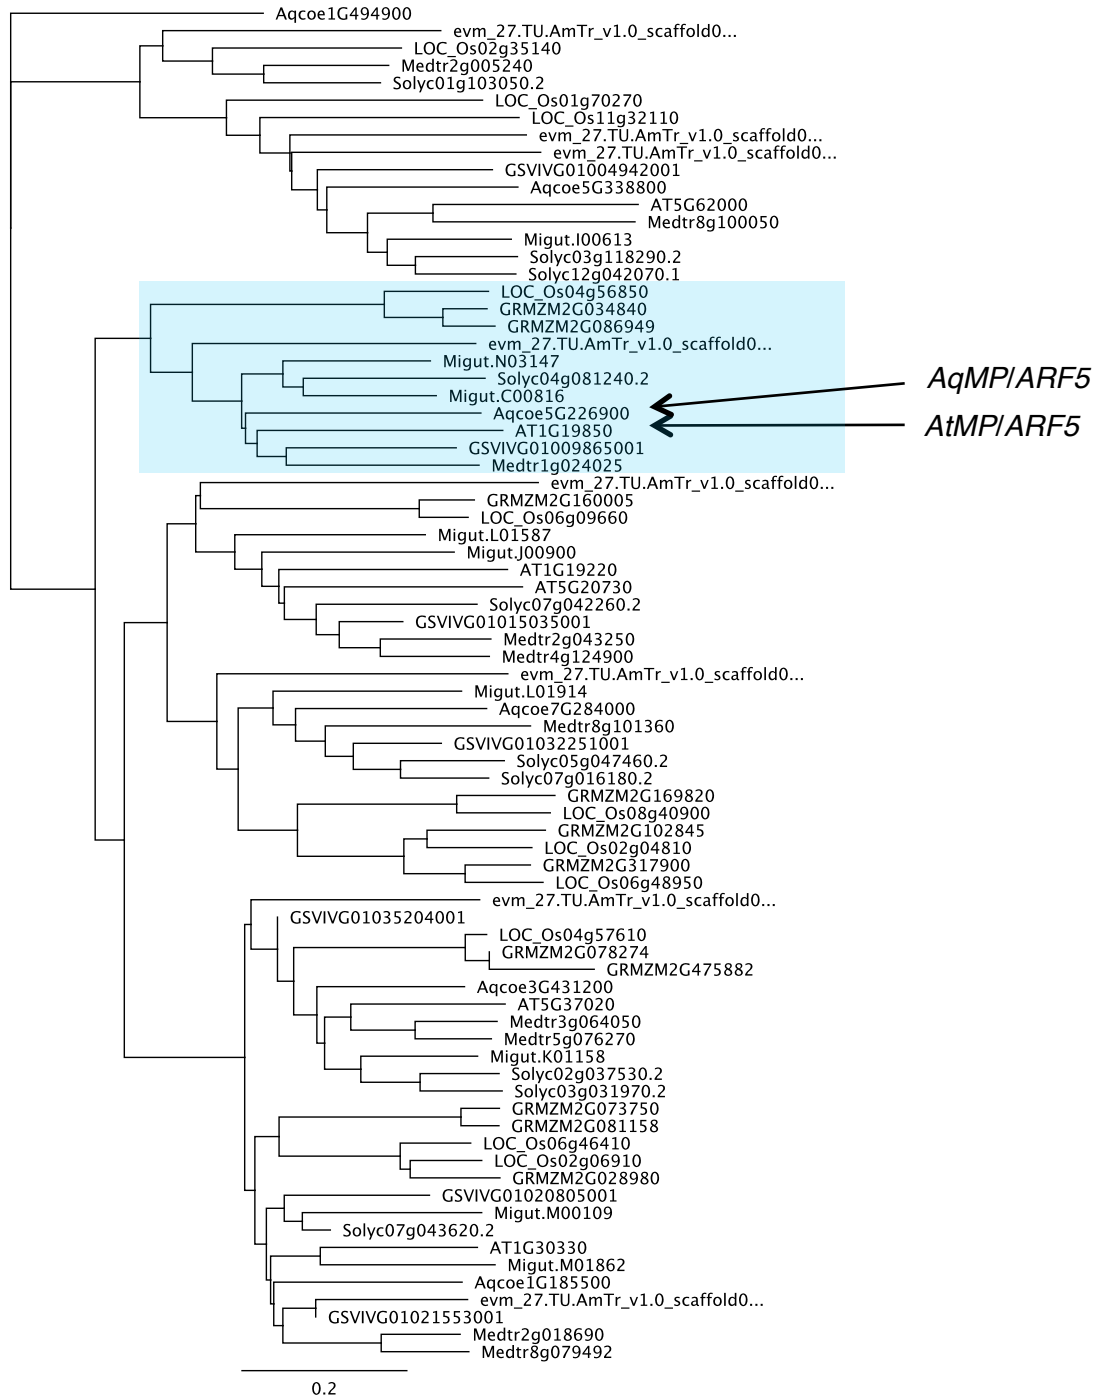 Aqcoe1G494900
evm_27.TU.AmTr_v1.0_scaffold0...
LOC_Os02g35140
Medtr2g005240
Solyc01g103050.2
LOC_Os01g70270
LOC_Os11g32110
evm_27.TU.AmTr_v1.0_scaffold0...
evm_27.TU.AmTr_v1.0_scaffold0...
GSVIVG01004942001
Aqcoe5G338800
AT5G62000
Medtr8g100050
Migut.I00613
Solyc03g118290.2
Solyc12g042070.1
LOC_Os04g56850
GRMZM2G034840
GRMZM2G086949
evm_27.TU.AmTr_v1.0_scaffold0...
Migut.N03147
Solyc04g081240.2
AqMP/ARF5
Migut.C00816
Aqcoe5G226900
AtMP/ARF5
AT1G19850
GSVIVG01009865001
Medtr1g024025
evm_27.TU.AmTr_v1.0_scaffold0...
GRMZM2G160005
LOC_Os06g09660
Migut.L01587
Migut.J00900
AT1G19220
AT5G20730
Solyc07g042260.2
GSVIVG01015035001
Medtr2g043250
Medtr4g124900
evm_27.TU.AmTr_v1.0_scaffold0...
Migut.L01914
Aqcoe7G284000
Medtr8g101360
GSVIVG01032251001
Solyc05g047460.2
Solyc07g016180.2
GRMZM2G169820
LOC_Os08g40900
GRMZM2G102845
LOC_Os02g04810
GRMZM2G317900
LOC_Os06g48950
evm_27.TU.AmTr_v1.0_scaffold0...
GSVIVG01035204001
LOC_Os04g57610
GRMZM2G078274
GRMZM2G475882
Aqcoe3G431200
AT5G37020
Medtr3g064050
Medtr5g076270
Migut.K01158
Solyc02g037530.2
Solyc03g031970.2
GRMZM2G073750
GRMZM2G081158
LOC_Os06g46410
LOC_Os02g06910
GRMZM2G028980
GSVIVG01020805001
Migut.M00109
Solyc07g043620.2
AT1G30330
Migut.M01862
Aqcoe1G185500
evm_27.TU.AmTr_v1.0_scaffold0...
GSVIVG01021553001
Medtr2g018690
Medtr8g079492
0.2